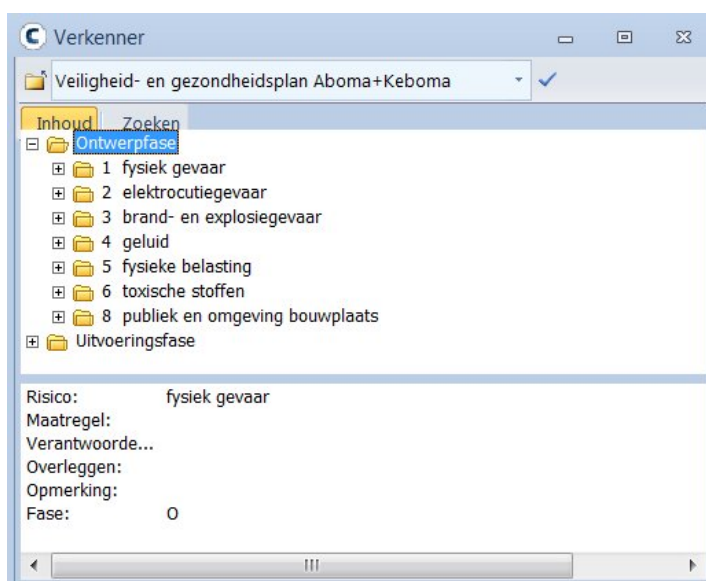 C Verkenner
Veiligheid- en gezondheidsplan Aboma+Keboma
Inhoud Zoeken
Ontwerpfase
1 fysiek gevaar
2 elektrocutiegevaar
3 brand- en explosiegevaar
4 geluid
5 fysieke belasting
6 toxische stoffen
8 publiek en omgeving bouwplaats
Uitvoeringsfase
Risico: fysiek gevaar
Maatregel:
Verantwoorde...
Overleggen:
Opmerking:
Fase: O